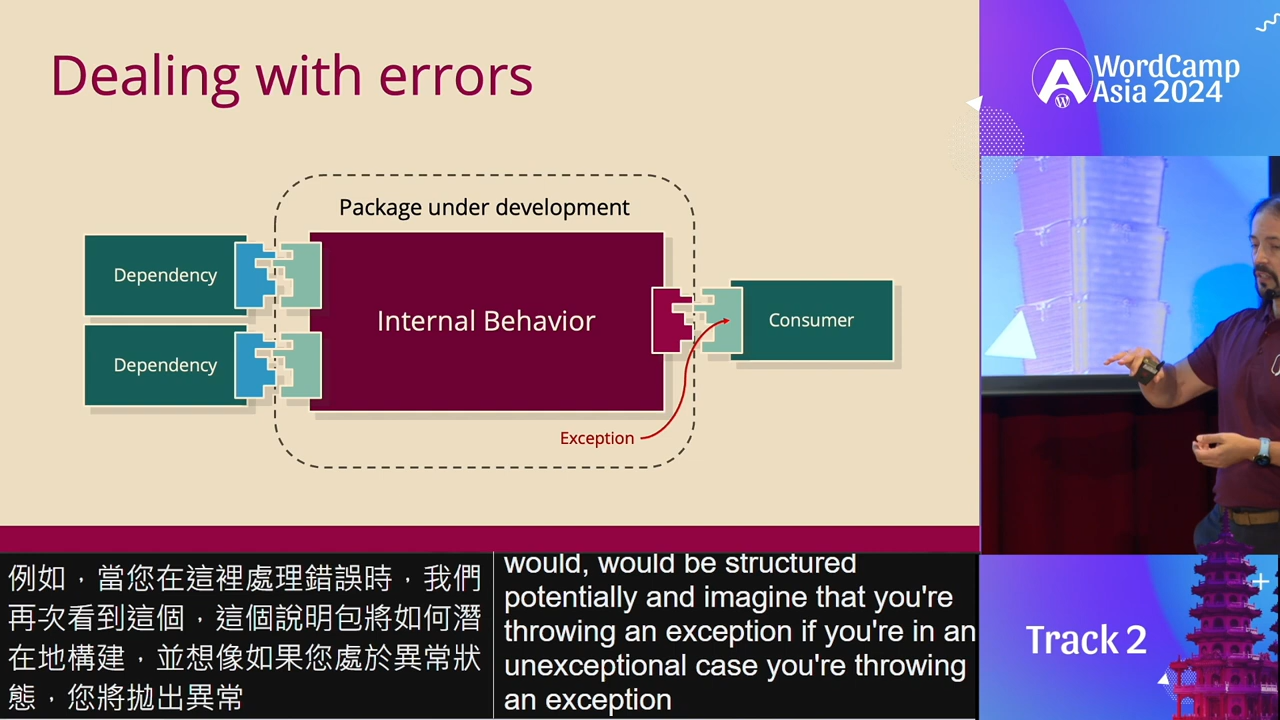 Dealing with errors
Package under development
Dependency
Dependency
Internal Behavior
Consumer
Exception
WordCamp
Asia 2024
例如，當您在這裡處理錯誤時，我們
再次看到這個，這個說明包將如何潛
在地構建，並想像如果您處於異常狀
態，您將拋出異常
would, would be structured
potentially and imagine that you're
throwing an exception if you're in an
unexceptional case you're throwing
an exception
Track 2